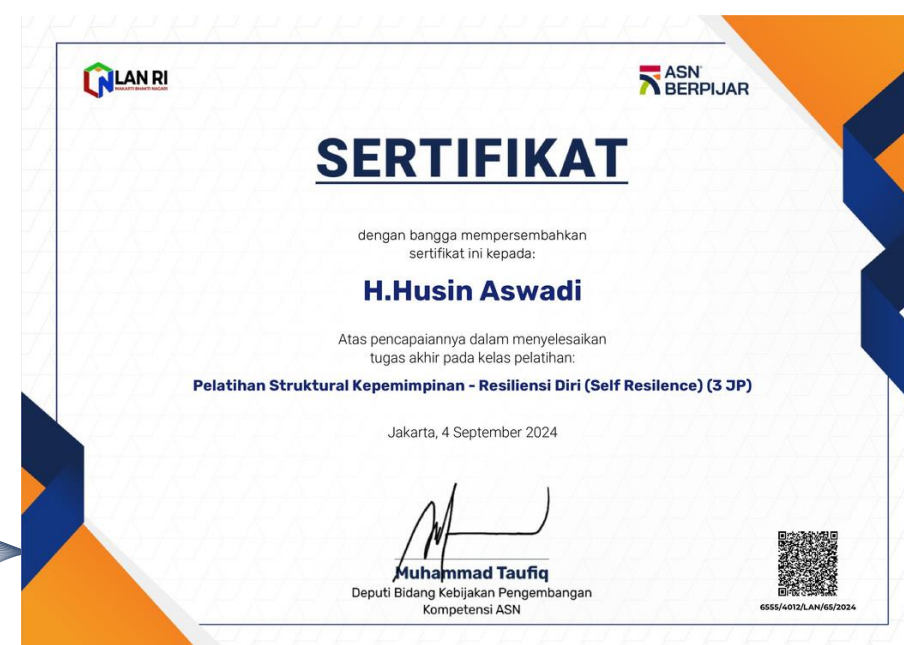 LAN RI
MAKARTI BHAKTI NAGARI
ASN
BERPIJAR
SERTIFIKAT
dengan bangga mempersembahkan
sertifikat ini kepada:
H.Husin Aswadi
Atas pencapaiannya dalam menyelesaikan
tugas akhir pada kelas pelatihan:
Pelatihan Struktural Kepemimpinan - Resiliensi Diri (Self Resilence) (3 JP)
Jakarta, 4 September 2024
Muhammad Taufiq
Deputi Bidang Kebijakan Pengembangan
Kompetensi ASN
6555/4012/LAN/65/2024